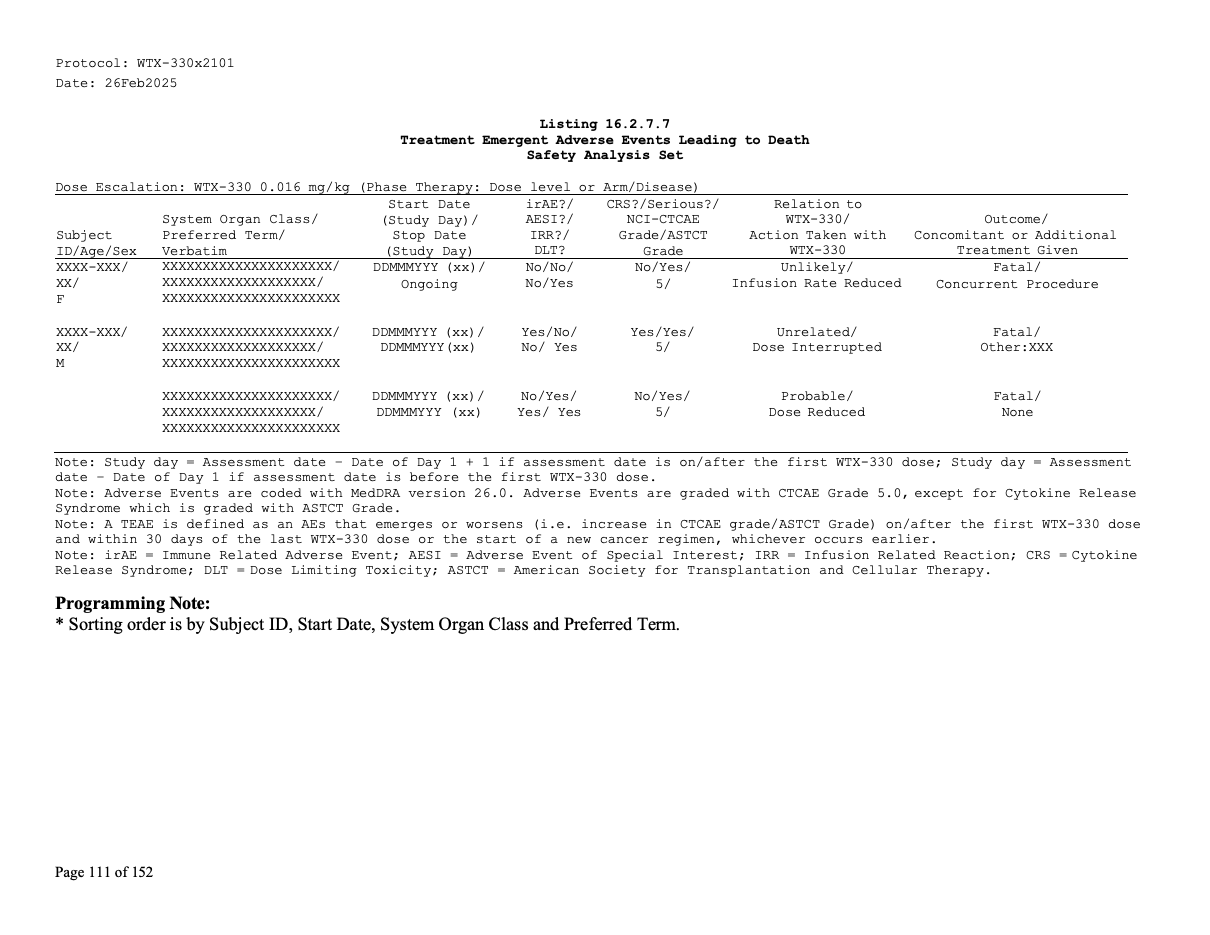 Protocol: WTX-330x2101
Date: 26Feb2025
Listing 16.2.7.7
Treatment Emergent Adverse Events Leading to Death
Safety Analysis Set
Dose Escalation: WTX-330 0.016 mg/kg (Phase Therapy: Dose level or Arm/Disease)
Start Date irAE?/ CRS?/Serious?/ Relation to
System Organ Class/ (Study Day)/ AESI?/ NCI-CTCAE WTX-330/ Outcome/
Subject Preferred Term/ Stop Date IRR?/ Grade/ASTCT Action Taken with Concomitant or Additional
ID/Age/Sex Verbatim (Study Day) DLT? Grade WTX-330 Treatment Given
XXXX-XXX/ XXXXXXXXXXXXXXXXXXXXX/ DDMMMYYY (xx)/ No/No/ No/Yes/ Unlikely/ Fatal/
XX/ XXXXXXXXXXXXXXXXXXX/ Ongoing No/Yes 5/ Infusion Rate Reduced Concurrent Procedure
F XXXXXXXXXXXXXXXXXXXXXX
XXXX-XXX/ XXXXXXXXXXXXXXXXXXXXX/ DDMMMYYY (xx)/ Yes/No/ Yes/Yes/ Unrelated/ Fatal/
XX/ XXXXXXXXXXXXXXXXXXX/ DDMMMYYY(xx) No/ Yes 5/ Dose Interrupted Other:XXX
M XXXXXXXXXXXXXXXXXXXXXX
XXXXXXXXXXXXXXXXXXXXX/ DDMMMYYY (xx)/ No/Yes/ No/Yes/ Probable/ Fatal/
XXXXXXXXXXXXXXXXXXX/ DDMMMYYY (xx) Yes/ Yes 5/ Dose Reduced None
XXXXXXXXXXXXXXXXXXXXXX
Note: Study day = Assessment date – Date of Day 1 + 1 if assessment date is on/after the first WTX-330 dose; Study day = Assessment
date – Date of Day 1 if assessment date is before the first WTX-330 dose.
Note: Adverse Events are coded with MedDRA version 26.0. Adverse Events are graded with CTCAE Grade 5.0, except for Cytokine Release
Syndrome which is graded with ASTCT Grade.
Note: A TEAE is defined as an AEs that emerges or worsens (i.e. increase in CTCAE grade/ASTCT Grade) on/after the first WTX-330 dose
and within 30 days of the last WTX-330 dose or the start of a new cancer regimen, whichever occurs earlier.
Note: irAE = Immune Related Adverse Event; AESI = Adverse Event of Special Interest; IRR = Infusion Related Reaction; CRS = Cytokine
Release Syndrome; DLT = Dose Limiting Toxicity; ASTCT = American Society for Transplantation and Cellular Therapy.
Programming Note:
* Sorting order is by Subject ID, Start Date, System Organ Class and Preferred Term.
Page 111 of 152